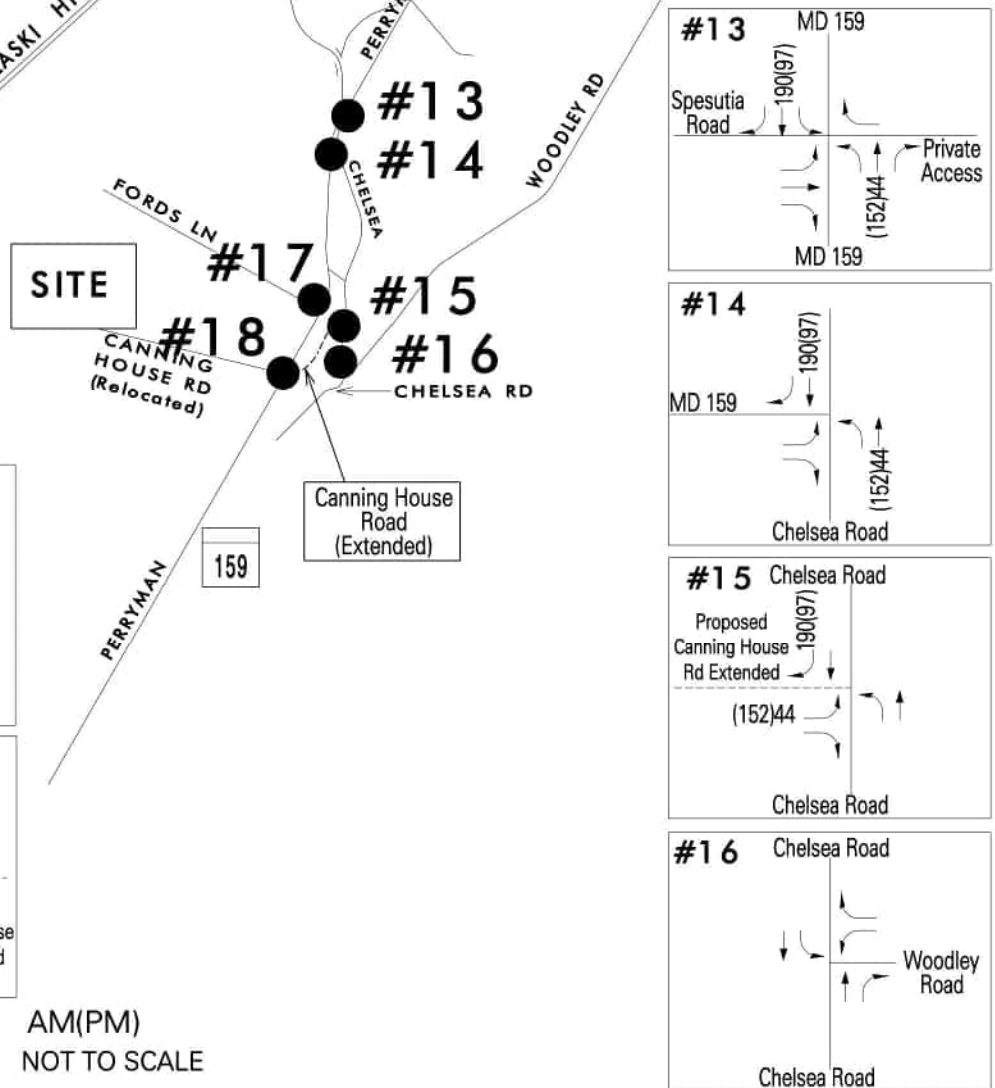 PERRYM
WOODLEY RD
#13
#14
CHELSEA
FORDS LN
#17
SITE
#15
#18
CANNING
HOUSE RD
(Relocated)
#16
CHELSEA RD
Canning House
Road
(Extended)
159
PERRYMAN
AM(PM)
NOT TO SCALE
#13
MD 159
190(97)
Spesutia
Road
Private
Access
(152)44
MD 159
#14
190(97)
MD 159
(152)44
Chelsea Road
#15
Chelsea Road
190(97)
Proposed
Canning House
Rd Extended
(152)44
Chelsea Road
#16
Chelsea Road
Woodley
Road
Chelsea Road